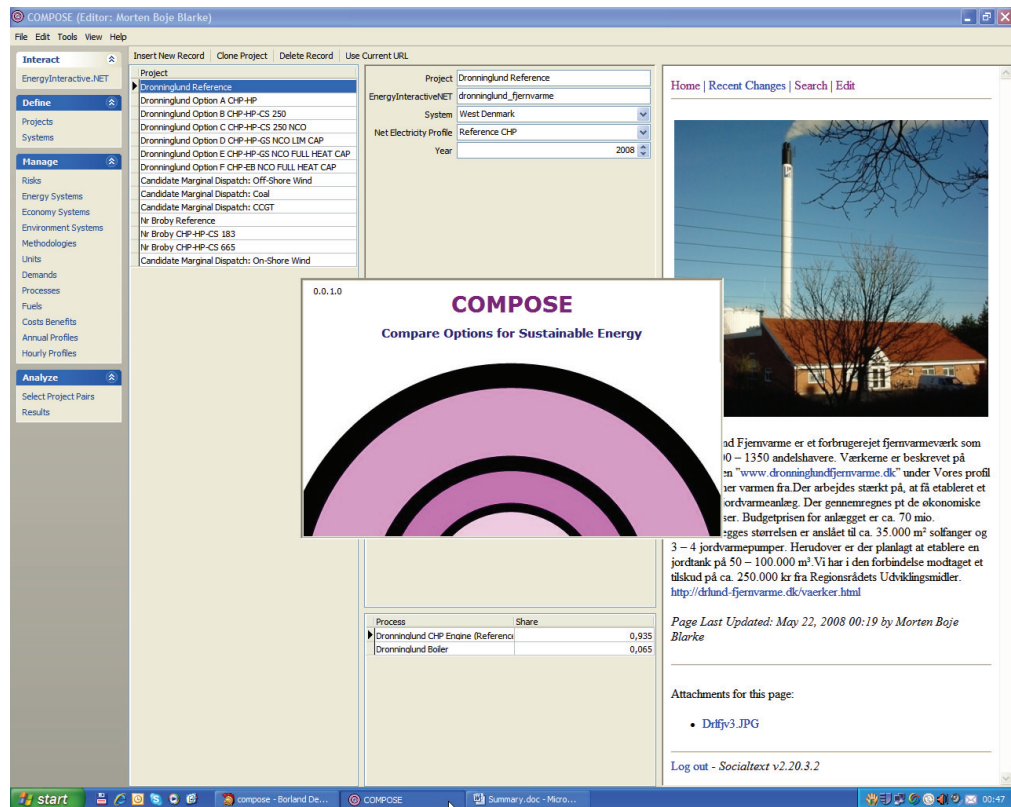 COMPOSE (Editor: Morten Boje Blarke)
File Edit Tools View Help
Interact
EnergyInteractive.NET
Define
Projects
Systems
Manage
Risks
Energy Systems
Economy Systems
Environment Systems
Methodologies
Units
Demands
Processes
Fuels
Costs Benefits
Annual Profiles
Hourly Profiles
Analyze
Select Project Pairs
Results
Insert New Record Clone Project Delete Record Use Current URL
Project
Dronninglund Reference
Dronninglund Option A CHP-HP
Dronninglund Option B CHP-HP-CS 250
Dronninglund Option C CHP-HP-CS 250 NCO
Dronninglund Option D CHP-HP-GS NCO LIM CAP
Dronninglund Option E CHP-HP-GS NCO FULL HEAT CAP
Dronninglund Option F CHP-EB NCO FULL HEAT CAP
Candidate Marginal Dispatch: Off-Shore Wind
Candidate Marginal Dispatch: Coal
Candidate Marginal Dispatch: CCGT
Nr Broby Reference
Nr Broby CHP-HP-CS 183
Nr Broby CHP-HP-CS 665
Candidate Marginal Dispatch: On-Shore Wind
Project Dronninglund Reference
EnergyInteractiveNET dronninglund_fjernvarme
System West Denmark
Net Electricity Profile Reference CHP
Year 2008
0.0.1.0
COMPOSE
Compare Options for Sustainable Energy
Process Share
Dronninglund CHP Engine (Reference 0,935
Dronninglund Boiler 0,065
Home | Recent Changes | Search | Edit
nd Fjernvarme er et forbrugerejet fjernvarmeværk som
0 – 1350 andelshavere. Værkerne er beskrevet på
en "www.dronninglundfjernvarme.dk" under Vores profil
ner varmen fra.Der arbejdes stærkt på, at få etableret et
jordvarmeanlæg. Der gennemregnes pt de økonomiske
ser. Budgetprisen for anlægget er ca. 70 mio.
egges størrelsen er anslået til ca. 35.000 m² solfanger og
3 – 4 jordvarmepumper. Herudover er der planlagt at etablere en
jordtank på 50 – 100.000 m³.Vi har i den forbindelse modtaget et
tilskud på ca. 250.000 kr fra Regionsrådets Udviklingsmidler.
http://drlund-fjernvarme.dk/vaerker.html
Page Last Updated: May 22, 2008 00:19 by Morten Boje
Blarke
Attachments for this page:
• Drlfjv3.JPG
Log out - Socialtext v2.20.3.2
start compose - Borland De... COMPOSE Summary.doc - Micro... 00:47